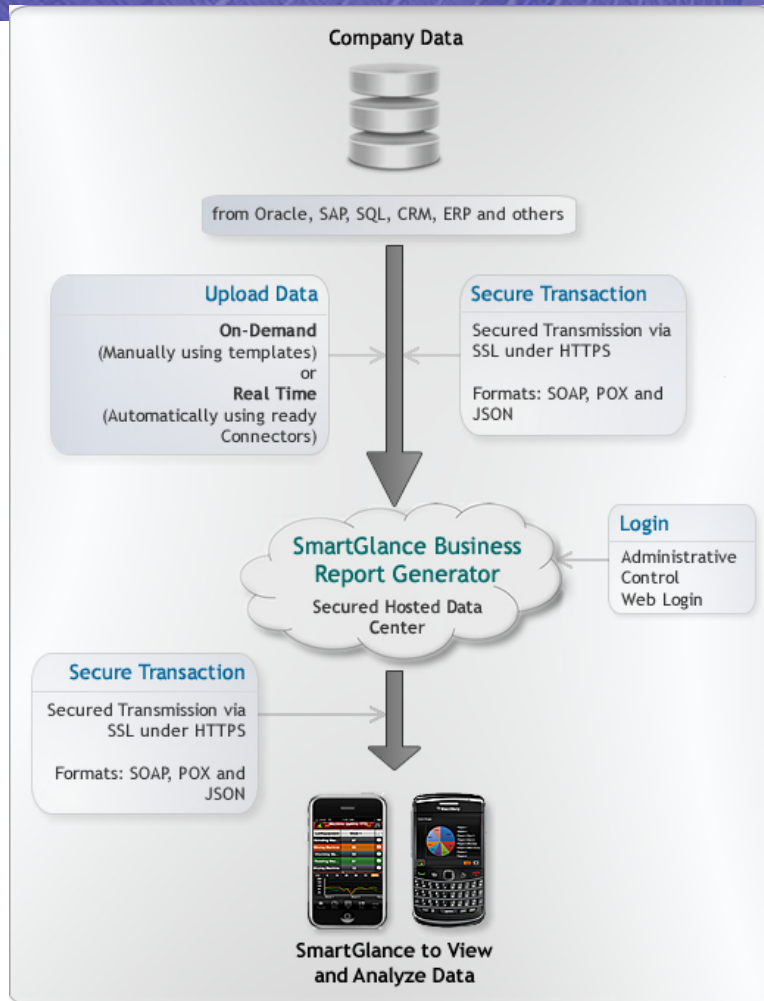 Company Data
from Oracle, SAP, SQL, CRM, ERP and others
Upload Data
On-Demand
(Manually using templates)
or
Real Time
(Automatically using ready
Connectors)
Secure Transaction
Secured Transmission via
SSL under HTTPS
Formats: SOAP, POX and
JSON
SmartGlance Business
Report Generator
Secured Hosted Data
Center
Login
Administrative
Control
Web Login
Secure Transaction
Secured Transmission via
SSL under HTTPS
Formats: SOAP, POX and
JSON
SmartGlance to View
and Analyze Data